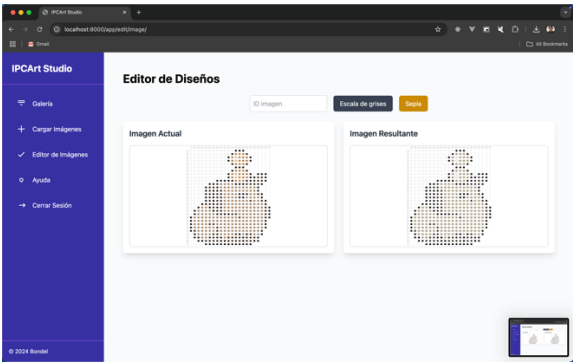 IPCArt Studio
localhost:8000/app/edit/image/
Gmail
All Bookmarks
IPCArt Studio
Galería
Cargar Imágenes
Editor de Imágenes
Ayuda
Cerrar Sesión
© 2024 Bondel
Editor de Diseños
ID imagen
Escala de grises
Sepia
Imagen Actual
Imagen Resultante